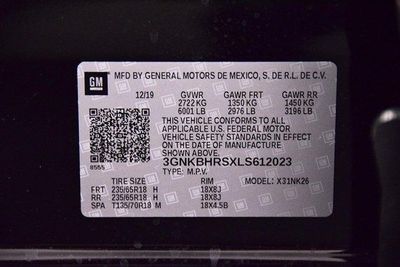 GM
MFD BY GENERAL MOTORS DE MEXICO, S. DE R.L. DE C.V.
12/19 GVWR GAWR FRT GAWR RR
2722 KG 1350 KG 1450 KG
6001 LB 2976 LB 3196 LB
THIS VEHICLE CONFORMS TO ALL
APPLICABLE U.S. FEDERAL MOTOR
VEHICLE SAFETY STANDARDS IN EFFECT
ON THE DATE OF MANUFACTURE
3GNKBHRSXLS612023
8555 TYPE: M.P.V.
TIRE SIZE RIM MODEL: X31NK26
FRT 235/65R18 H 18X8J
RR 235/65R18 H 18X8J
SPA T135/70R18 M 18X4.5B